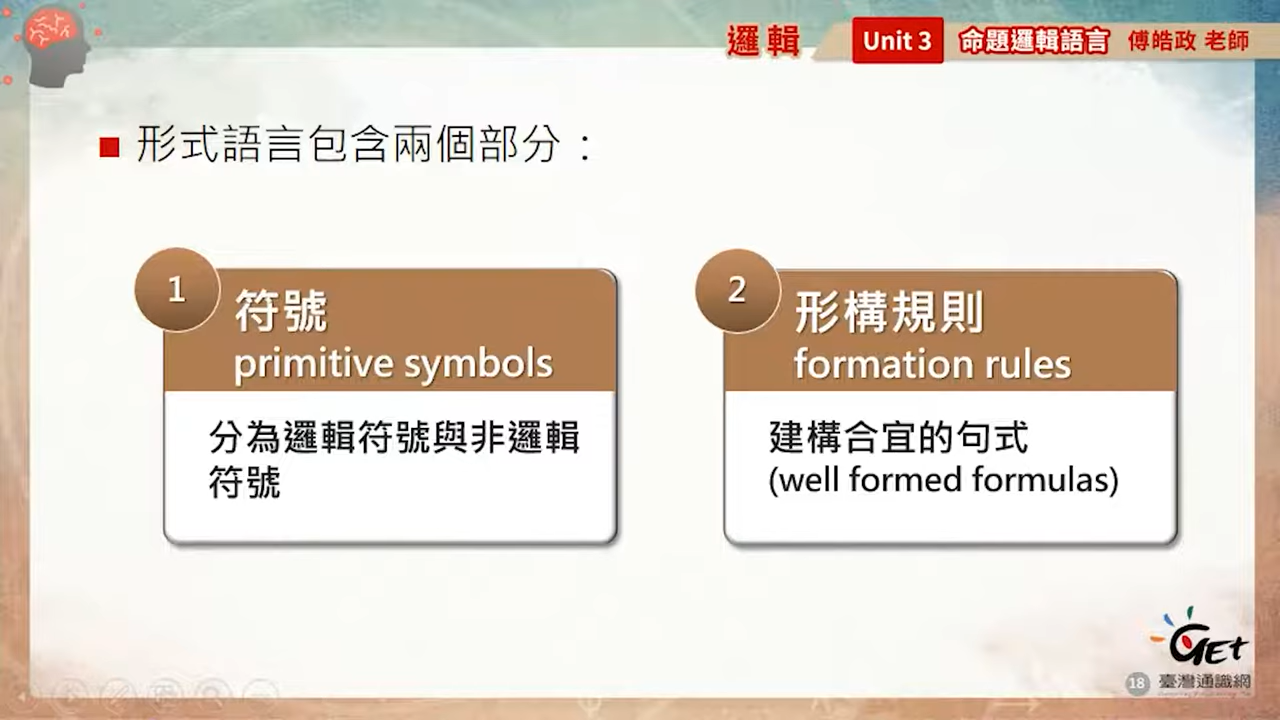 邏輯 Unit 3 命題邏輯語言 傅皓政 老師
形式語言包含兩個部分：
1
符號
primitive symbols
分為邏輯符號與非邏輯
符號
2
形構規則
formation rules
建構合宜的句式
(well formed formulas)
GET
18 臺灣通識網